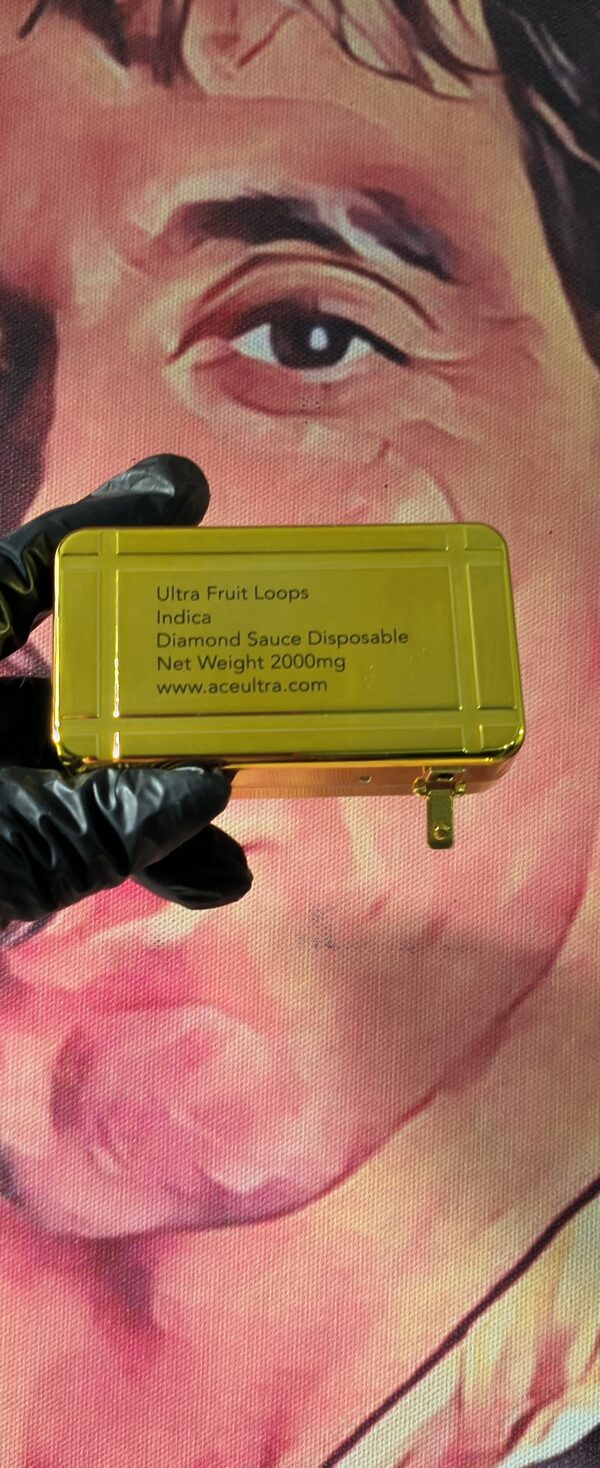 Ultra Fruit Loops
Indica
Diamond Sauce Disposable
Net Weight 2000mg
www.aceultra.com